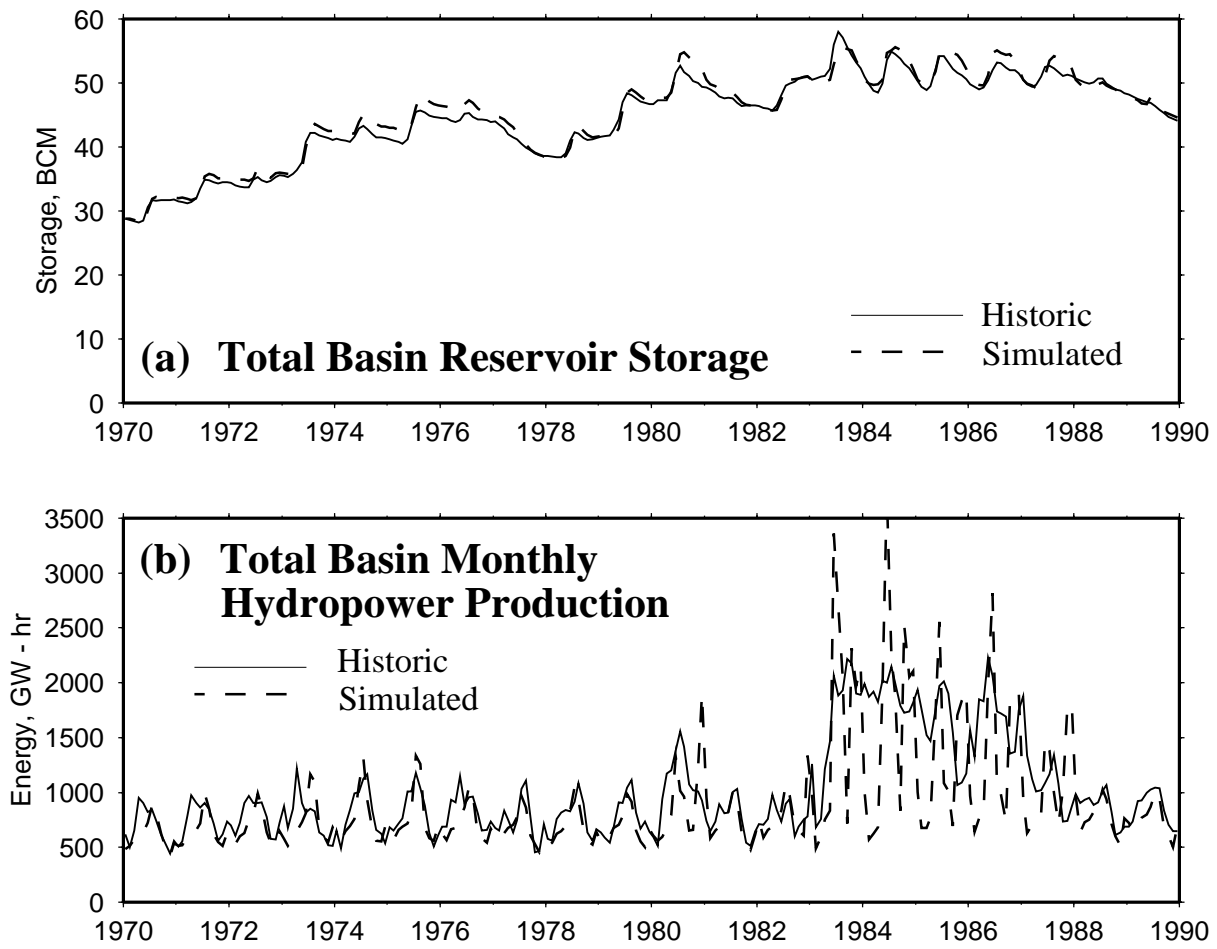 60
50
40
30
20
10
0
Storage, BCM
Historic
Simulated
(a) Total Basin Reservoir Storage
1970 1972 1974 1976 1978 1980 1982 1984 1986 1988 1990
3500
3000
2500
2000
1500
1000
500
0
Energy, GW - hr
(b) Total Basin Monthly
Hydropower Production
Historic
Simulated
1970 1972 1974 1976 1978 1980 1982 1984 1986 1988 1990